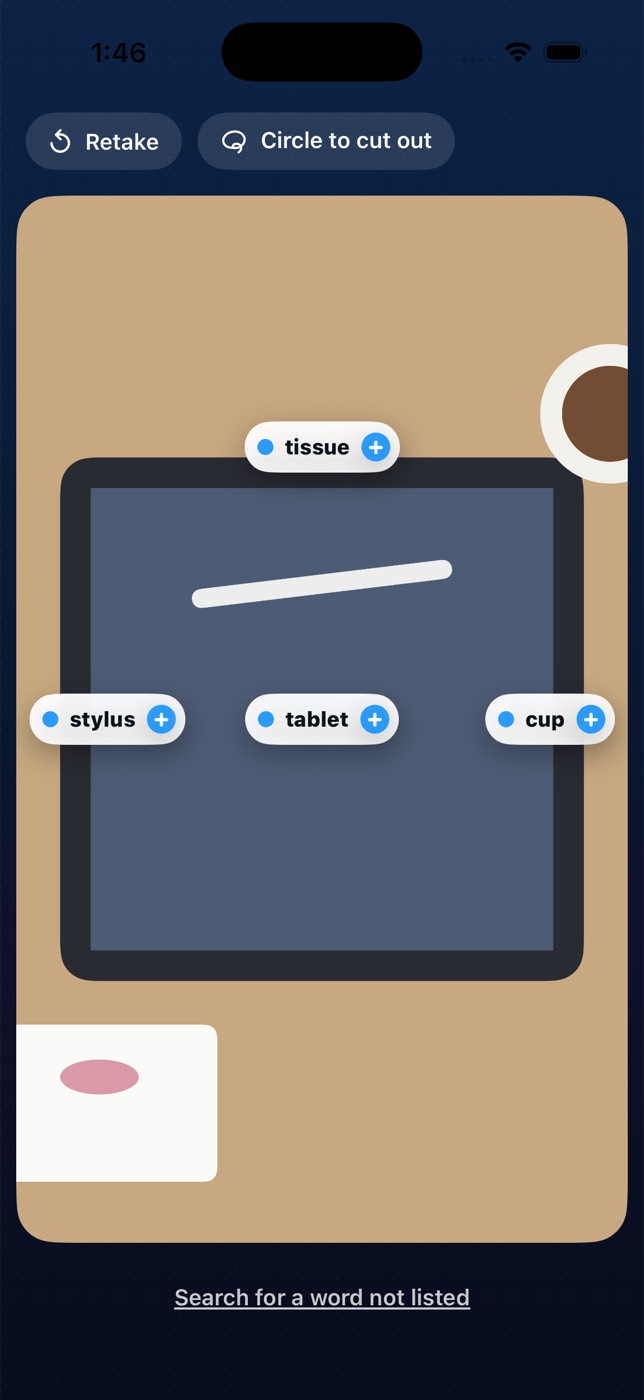 1:46
Retake
Circle to cut out
tissue
stylus
tablet
cup
Search for a word not listed